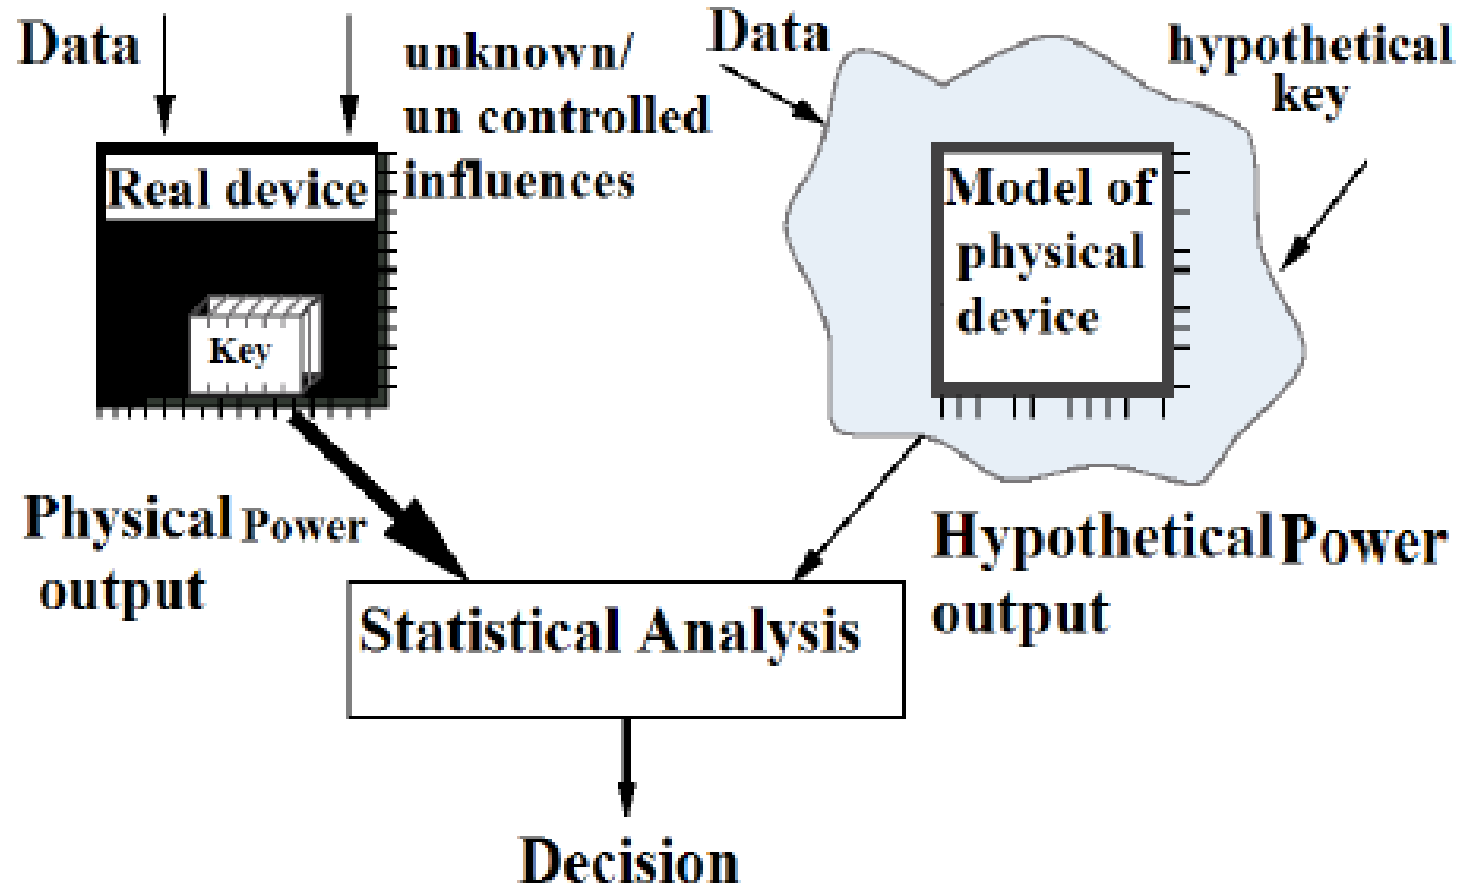 Data
unknown/
un controlled
influences
Real device
Key
Data
hypothetical
key
Model of
physical
device
Physical Power
output
Hypothetical Power
output
Statistical Analysis
Decision